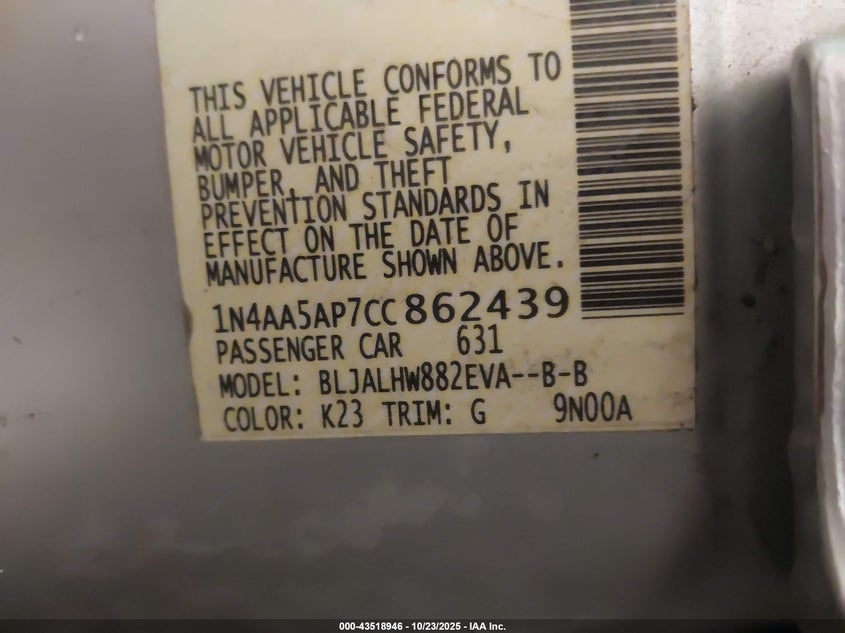 THIS VEHICLE CONFORMS TO
ALL APPLICABLE FEDERAL
MOTOR VEHICLE SAFETY,
BUMPER, AND THEFT
PREVENTION STANDARDS IN
EFFECT ON THE DATE OF
MANUFACTURE SHOWN ABOVE.
1N4AA5AP7CC862439
PASSENGER CAR 631
MODEL: BLJALHW882EVA--B-B
COLOR: K23 TRIM: G 9N00A
000-43518946 - 10/23/2025 - IAA Inc.